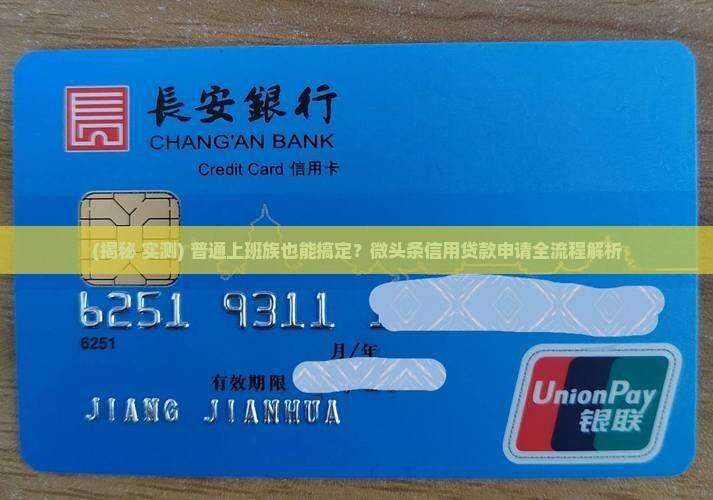 長安銀行
CHANG'AN BANK
Credit Card 信用卡
(揭秘 实测) 普通上班族也能搞定？微头条信用贷款申请全流程解析
6251 9311 1
6251
月/年
有效期限
JIANG JIANHUA
UnionPay
银联